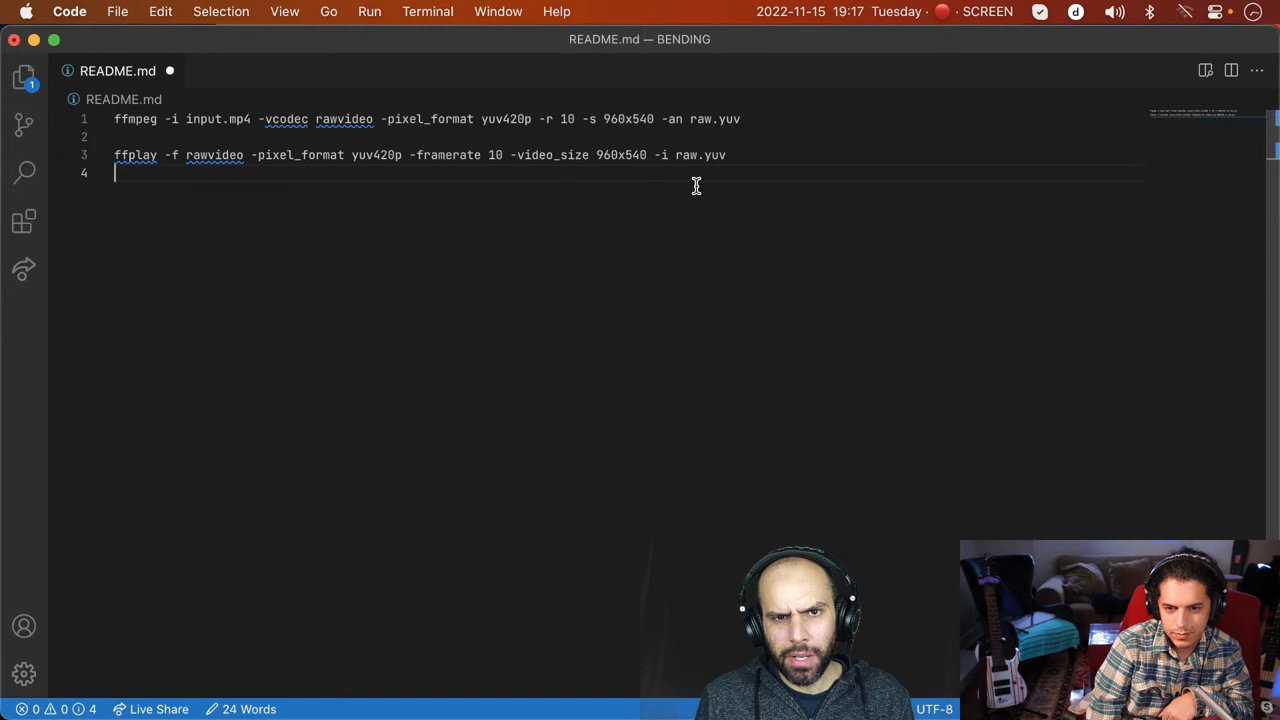 Code File Edit Selection View Go Run Terminal Window Help 2022-11-15 19:17 Tuesday · SCREEN
README.md — BENDING
README.md
README.md
1 ffmpeg -i input.mp4 -vcodec rawvideo -pixel_format yuv420p -r 10 -s 960x540 -an raw.yuv
2
3 ffplay -f rawvideo -pixel_format yuv420p -framerate 10 -video_size 960x540 -i raw.yuv
4
1
0 0 4 Live Share 24 Words UTF-8